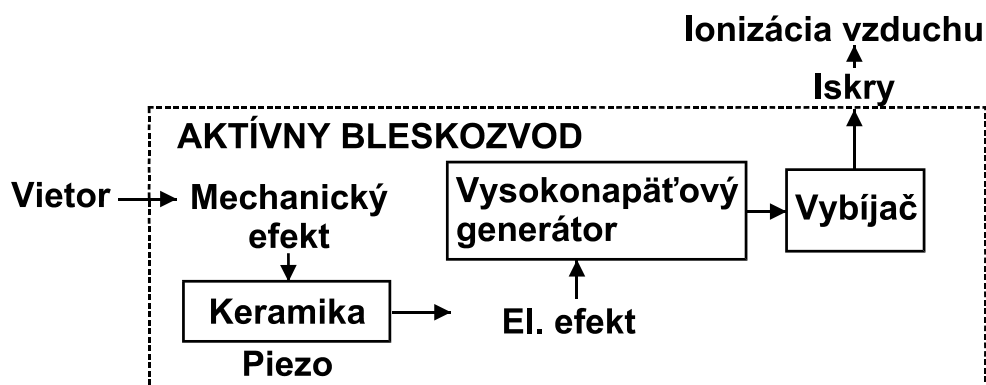 Ionizácia vzduchu
Iskry
AKTÍVNY BLESKOZVOD
Vietor
Mechanický
efekt
Vysokonapäťový
generátor
Vybíjač
Keramika
El. efekt
Piezo